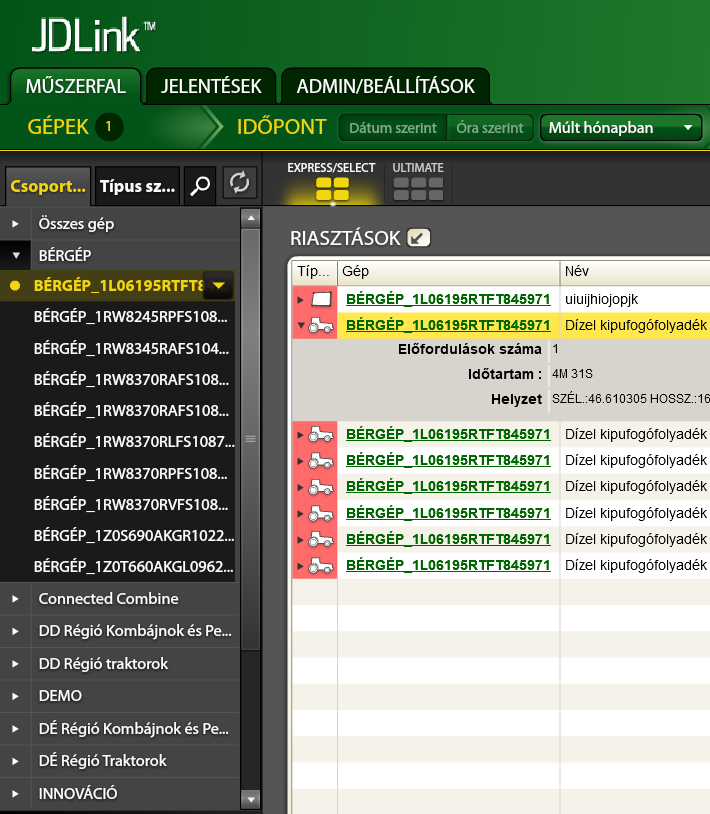 JDLink™
MŰSZERFAL JELENTÉSEK ADMIN/BEÁLLÍTÁSOK
GÉPEK 1 IDŐPONT Dátum szerint Óra szerint Múlt hónapban
Csoport... Típus sz...
EXPRESS/SELECT ULTIMATE
Összes gép
BÉRGÉP
BÉRGÉP_1L06195RTFT8
BÉRGÉP_1RW8245RPFS108...
BÉRGÉP_1RW8345RAFS104...
BÉRGÉP_1RW8370RAFS108...
BÉRGÉP_1RW8370RAFS108...
BÉRGÉP_1RW8370RLFS1087...
BÉRGÉP_1RW8370RPFS108...
BÉRGÉP_1RW8370RVFS108...
BÉRGÉP_1Z0S690AKGR1022...
BÉRGÉP_1Z0T660AKGL0962...
Connected Combine
DD Régió Kombájnok és Pe...
DD Régió traktorok
DEMO
DÉ Régió Kombájnok és Pe...
DÉ Régió Traktorok
INNOVÁCIÓ
RIASZTÁSOK
Típ... Gép Név
BÉRGÉP_1L06195RTFT845971 uiuijhiojopjk
BÉRGÉP_1L06195RTFT845971 Dízel kipufogófolyadék
Előfordulások száma 1
Időtartam : 4M 31S
Helyzet SZÉL.:46.610305 HOSSZ.:16
BÉRGÉP_1L06195RTFT845971 Dízel kipufogófolyadék
BÉRGÉP_1L06195RTFT845971 Dízel kipufogófolyadék
BÉRGÉP_1L06195RTFT845971 Dízel kipufogófolyadék
BÉRGÉP_1L06195RTFT845971 Dízel kipufogófolyadék
BÉRGÉP_1L06195RTFT845971 Dízel kipufogófolyadék
BÉRGÉP_1L06195RTFT845971 Dízel kipufogófolyadék